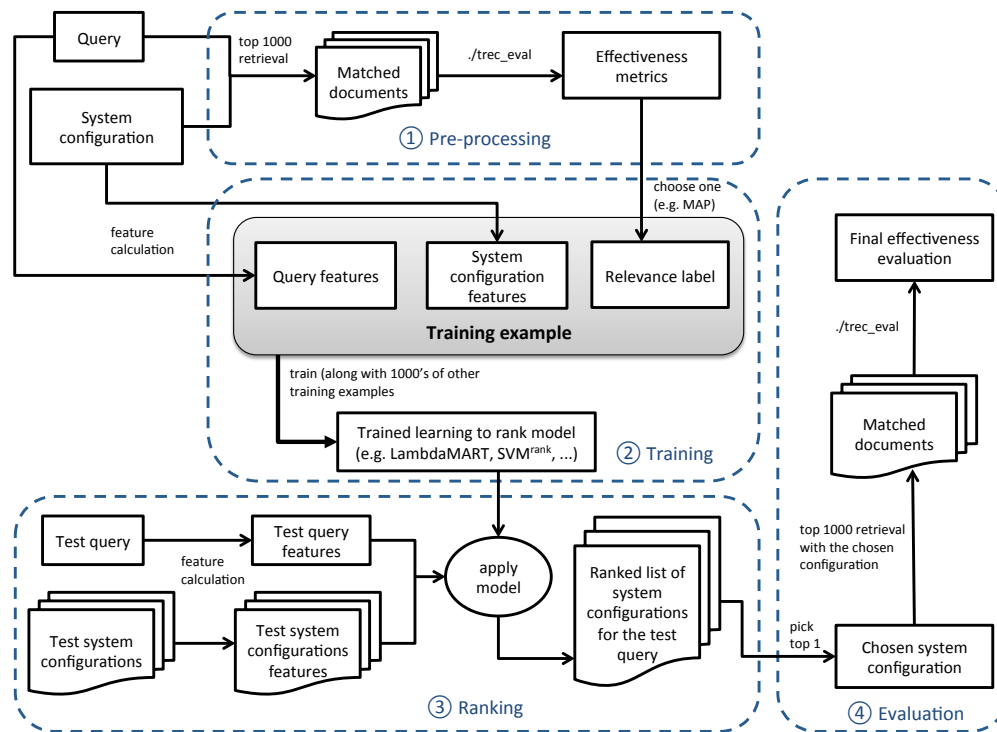 Query
top 1000
retrieval
Matched
documents
./trec_eval
Effectiveness
metrics
System
configuration
① Pre-processing
choose one
(e.g. MAP)
feature
calculation
Query features
System
configuration
features
Relevance label
Training example
train (along with 1000's of other
training examples
Trained learning to rank model
(e.g. LambdaMART, SVMrank, ...)
② Training
Test query
feature
calculation
Test query
features
Test system
configurations
Test system
configurations
features
apply
model
Ranked list of
system
configurations
for the test
query
③ Ranking
pick
top 1
Final effectiveness
evaluation
./trec_eval
Matched
documents
top 1000 retrieval
with the chosen
configuration
Chosen system
configuration
④ Evaluation